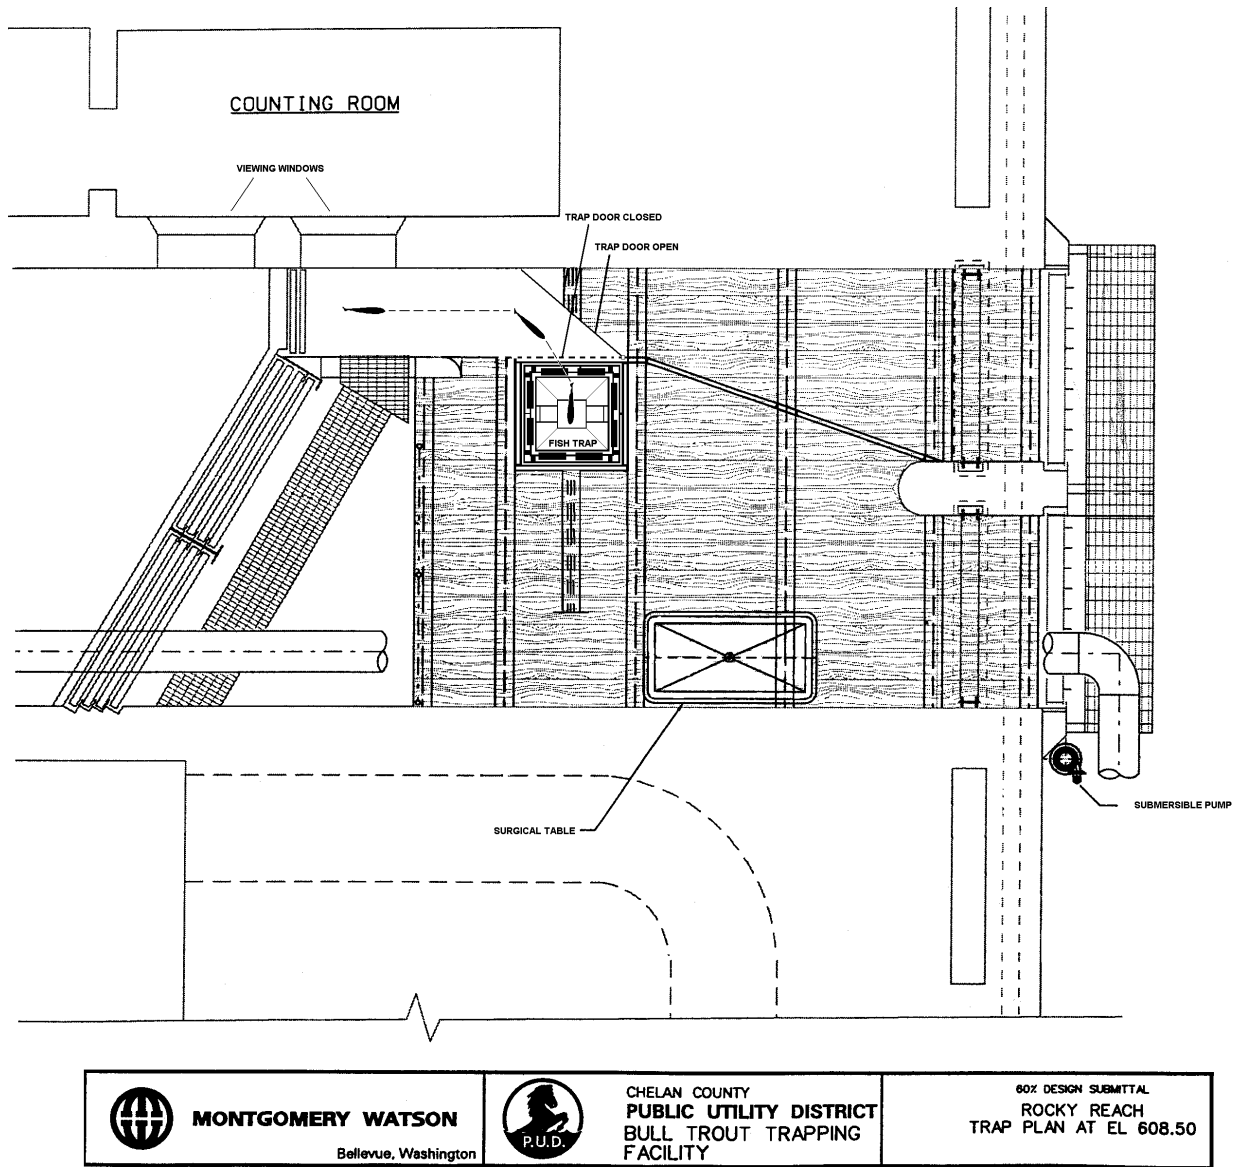 COUNTING ROOM
VIEWING WINDOWS
TRAP DOOR CLOSED
TRAP DOOR OPEN
FISH TRAP
SURGICAL TABLE
SUBMERSIBLE PUMP
MONTGOMERY WATSON
Bellevue, Washington
P.U.D.
CHELAN COUNTY
PUBLIC UTILITY DISTRICT
BULL TROUT TRAPPING
FACILITY
60% DESIGN SUBMITTAL
ROCKY REACH
TRAP PLAN AT EL 608.50